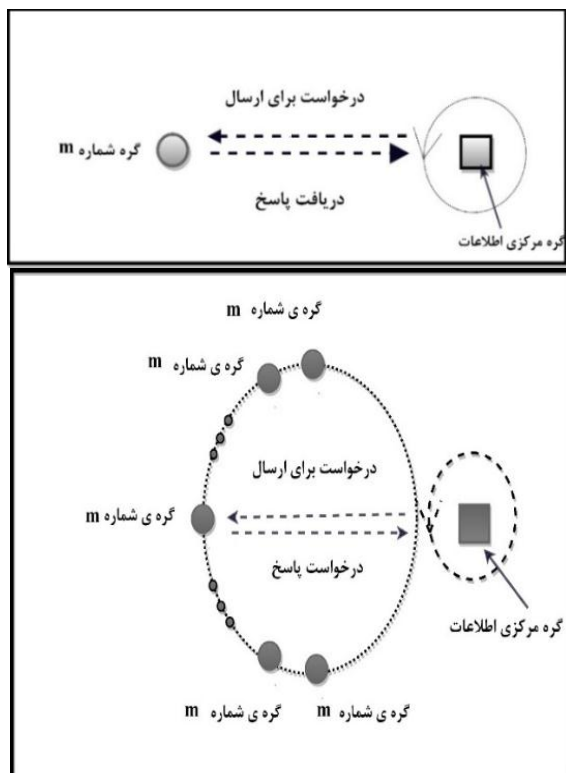 درخواست برای ارسال
گره شماره m
دریافت پاسخ
گره مرکزی اطلاعات
گره ی شماره m
گره ی شماره m
درخواست برای ارسال
گره ی شماره m
درخواست پاسخ
گره مرکزی اطلاعات
گره ی شماره m
گره ی شماره m